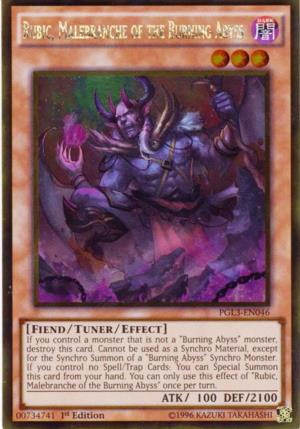 Rubic, Malebranche of the Burning Abyss
DARK
闇
PGL3-EN046
[FIEND/TUNER/EFFECT]
If you control a monster that is not a "Burning Abyss" monster,
destroy this card. Cannot be used as a Synchro Material, except
for the Synchro Summon of a "Burning Abyss" Synchro Monster.
If you control no Spell/Trap Cards: You can Special Summon
this card from your hand. You can only use this effect of "Rubic,
Malebranche of the Burning Abyss" once per turn.
ATK/ 100 DEF/2100
00734741 1st Edition ©1996 KAZUKI TAKAHASHI